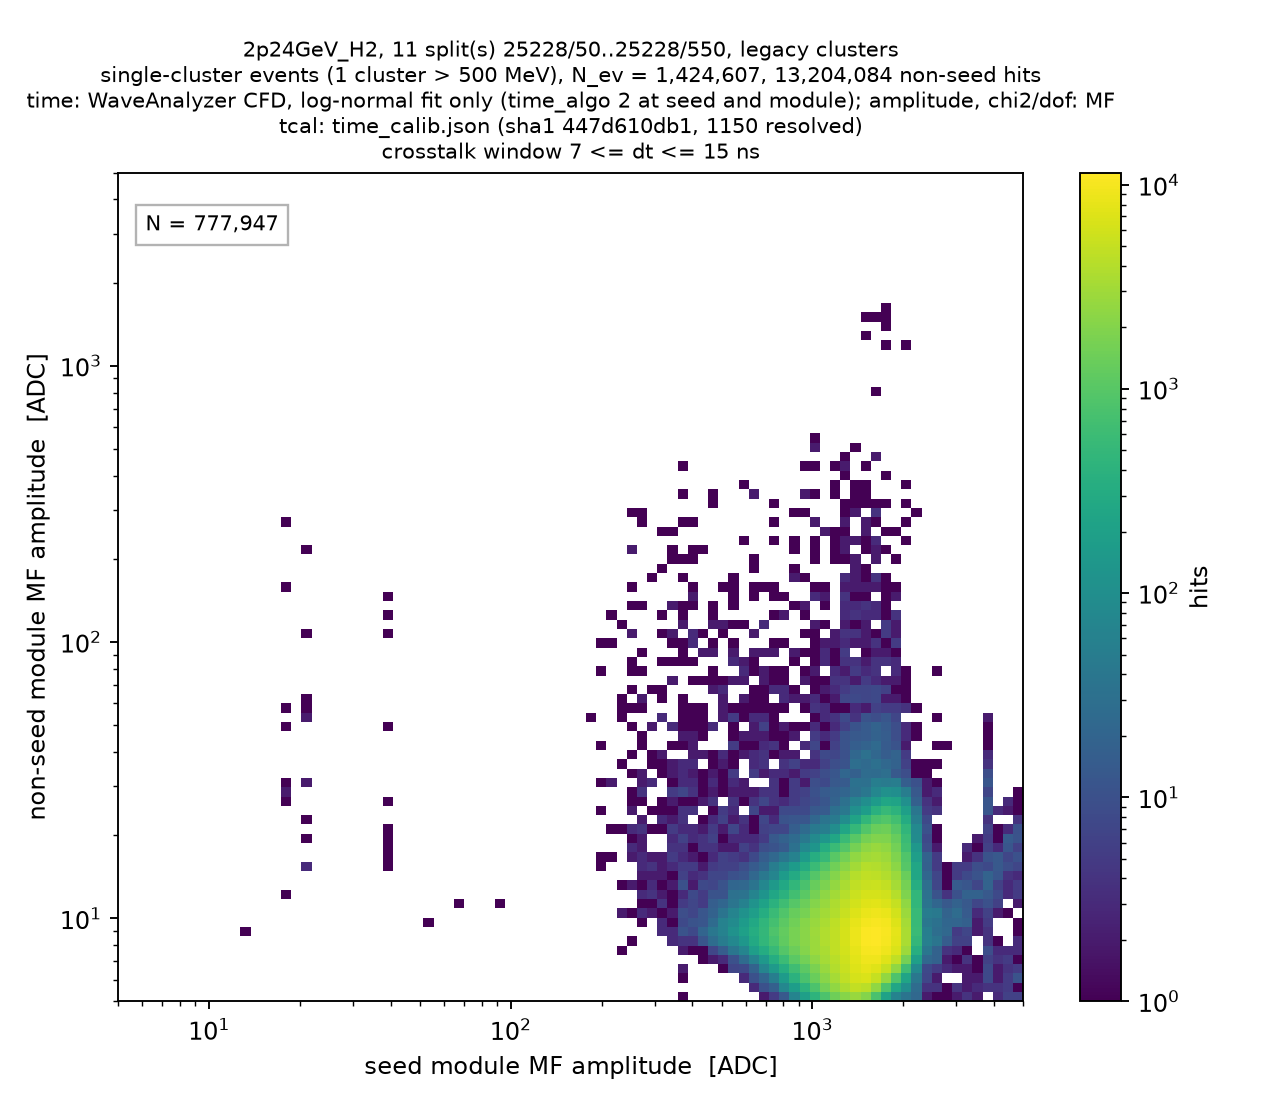 2p24GeV_H2, 11 split(s) 25228/50..25228/550, legacy clusters
single-cluster events (1 cluster > 500 MeV), N_ev = 1,424,607, 13,204,084 non-seed hits
time: WaveAnalyzer CFD, log-normal fit only (time_algo 2 at seed and module); amplitude, chi2/dof: MF
tcal: time_calib.json (sha1 447d610db1, 1150 resolved)
crosstalk window 7 <= dt <= 15 ns
N = 777,947
non-seed module MF amplitude [ADC]
10³
10²
10¹
10¹ 10² 10³
seed module MF amplitude [ADC]
10⁴
10³
10²
10¹
10⁰
hits